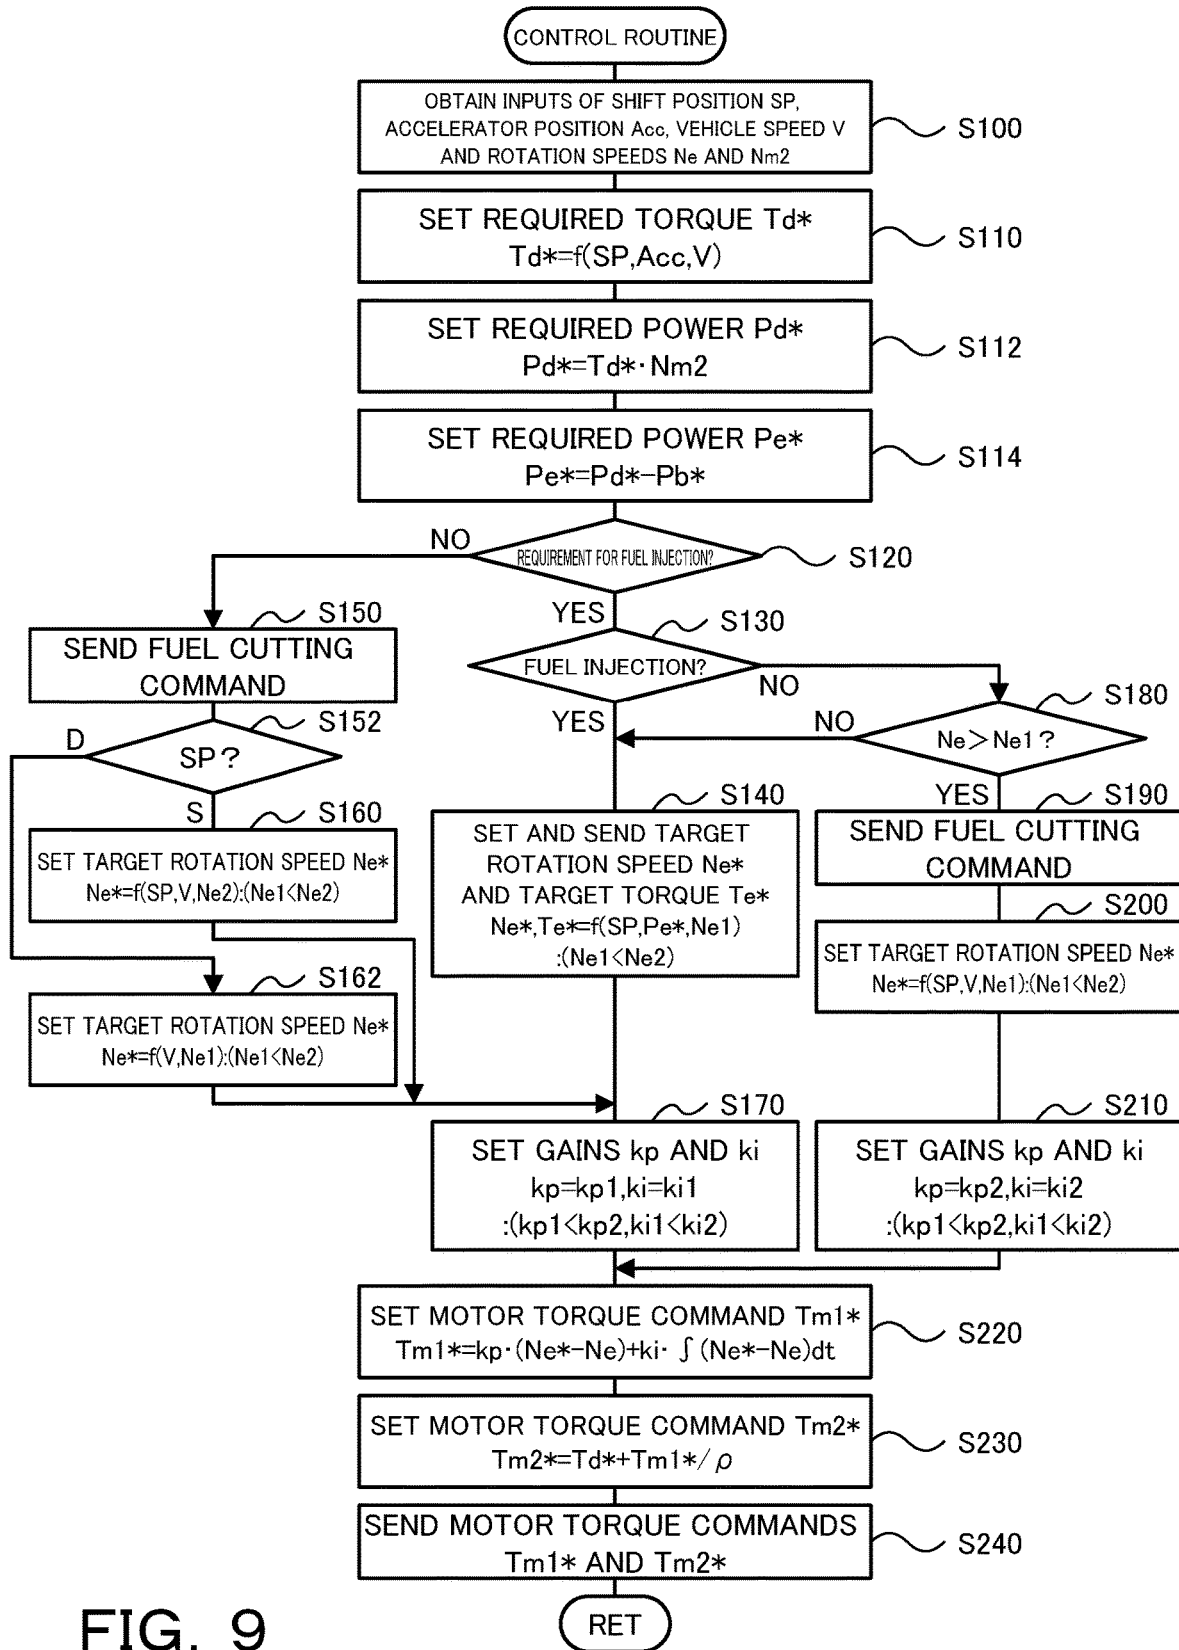 CONTROL ROUTINE
OBTAIN INPUTS OF SHIFT POSITION SP,
ACCELERATOR POSITION Acc, VEHICLE SPEED V
AND ROTATION SPEEDS Ne AND Nm2
S100
SET REQUIRED TORQUE Td*
Td*=f(SP,Acc,V)
S110
SET REQUIRED POWER Pd*
Pd*=Td*·Nm2
S112
SET REQUIRED POWER Pe*
Pe*=Pd*-Pb*
S114
REQUIREMENT FOR FUEL INJECTION?
S120
NO
YES
S150
SEND FUEL CUTTING
COMMAND
S130
FUEL INJECTION?
NO
YES
S152
SP?
D
S
S180
Ne>Ne1?
NO
YES
S160
SET TARGET ROTATION SPEED Ne*
Ne*=f(SP,V,Ne2):(Ne1<Ne2)
S140
SET AND SEND TARGET
ROTATION SPEED Ne*
AND TARGET TORQUE Te*
Ne*,Te*=f(SP,Pe*,Ne1)
:(Ne1<Ne2)
S190
SEND FUEL CUTTING
COMMAND
S200
SET TARGET ROTATION SPEED Ne*
Ne*=f(SP,V,Ne1):(Ne1<Ne2)
S162
SET TARGET ROTATION SPEED Ne*
Ne*=f(V,Ne1):(Ne1<Ne2)
S170
SET GAINS kp AND ki
kp=kp1,ki=ki1
:(kp1<kp2,ki1<ki2)
S210
SET GAINS kp AND ki
kp=kp2,ki=ki2
:(kp1<kp2,ki1<ki2)
SET MOTOR TORQUE COMMAND Tm1*
Tm1*=kp·(Ne*-Ne)+ki·∫(Ne*-Ne)dt
S220
SET MOTOR TORQUE COMMAND Tm2*
Tm2*=Td*+Tm1*/ρ
S230
SEND MOTOR TORQUE COMMANDS
Tm1* AND Tm2*
S240
RET
FIG. 9